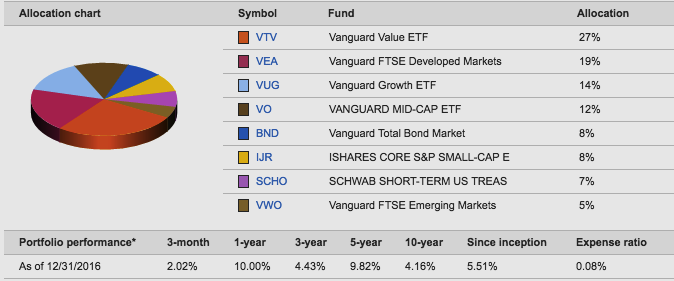 Allocation chart Symbol Fund Allocation
VTV Vanguard Value ETF 27%
VEA Vanguard FTSE Developed Markets 19%
VUG Vanguard Growth ETF 14%
VO VANGUARD MID-CAP ETF 12%
BND Vanguard Total Bond Market 8%
IJR ISHARES CORE S&P SMALL-CAP E 8%
SCHO SCHWAB SHORT-TERM US TREAS 7%
VWO Vanguard FTSE Emerging Markets 5%
Portfolio performance* 3-month 1-year 3-year 5-year 10-year Since inception Expense ratio
As of 12/31/2016 2.02% 10.00% 4.43% 9.82% 4.16% 5.51% 0.08%